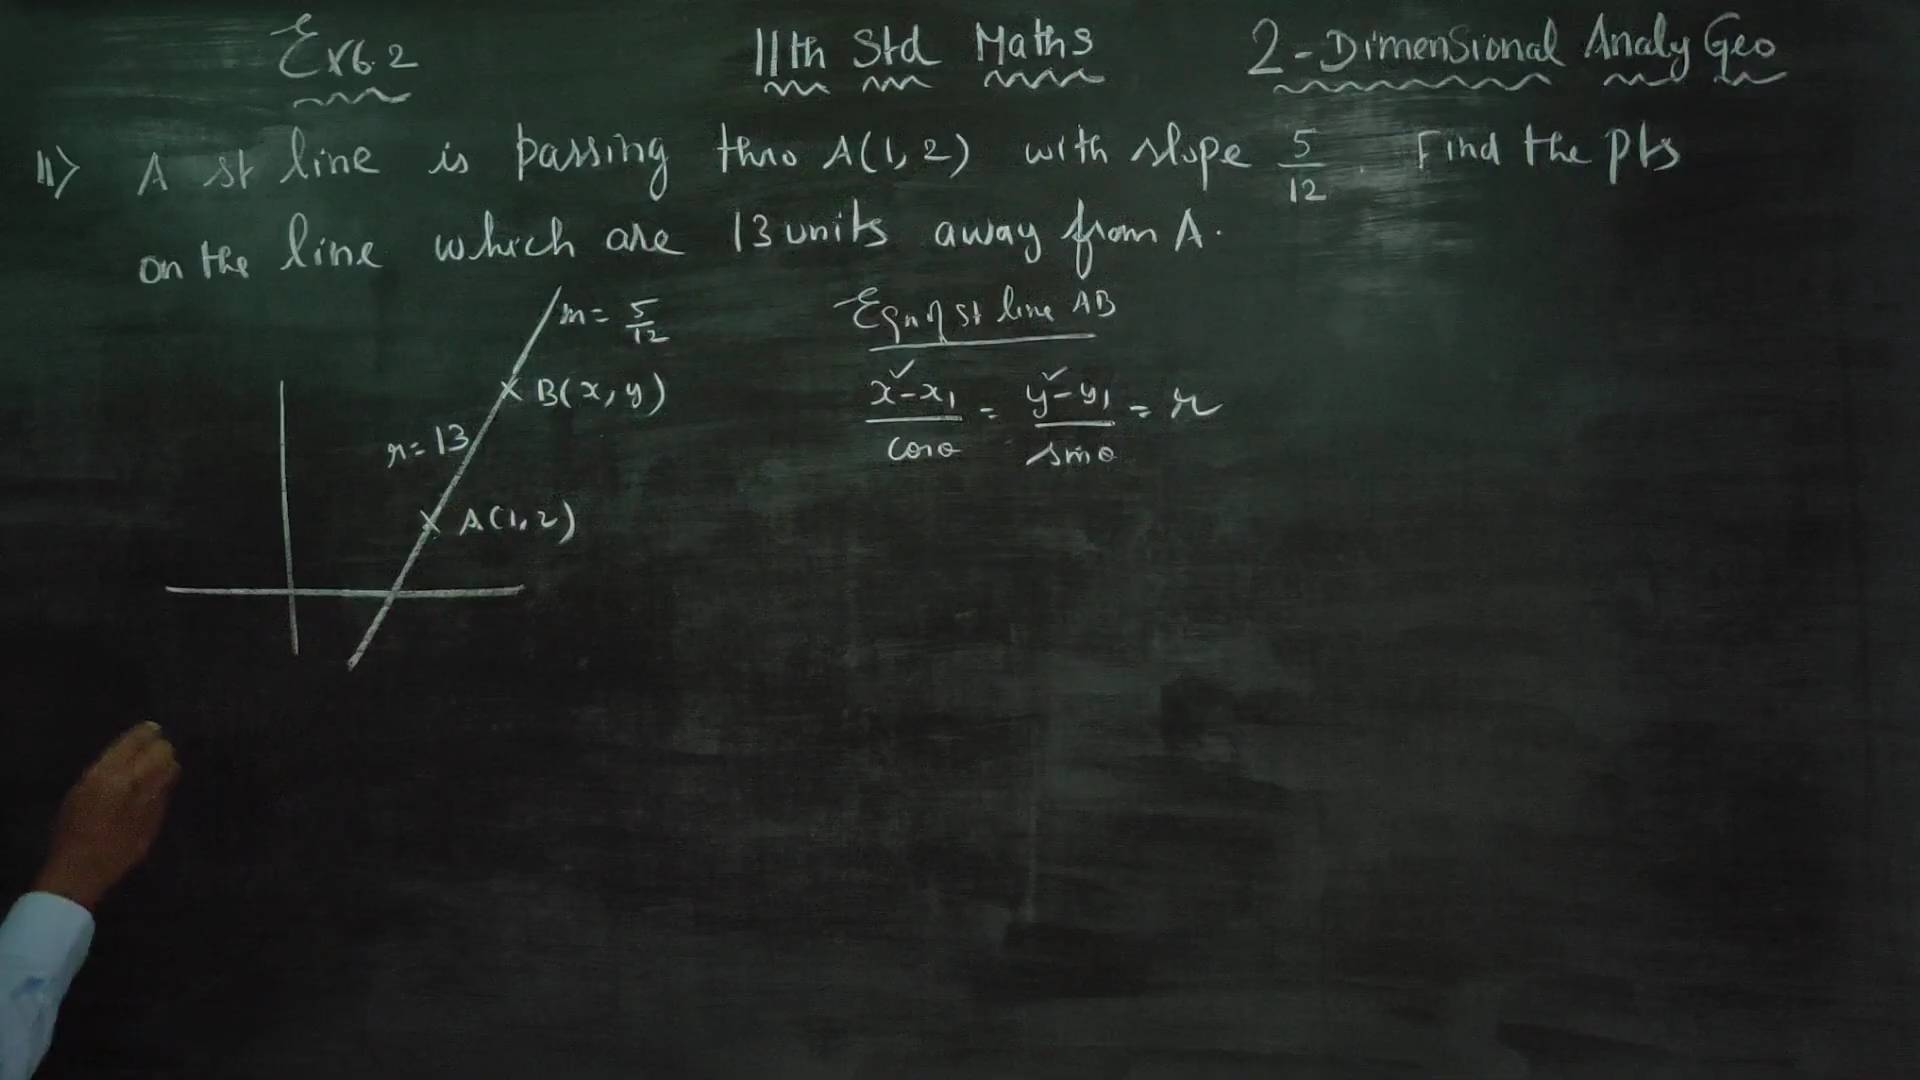 Ex 6.2 11th Std Maths 2-Dimensional Analy Geo
11) A st line is passing thro A(1, 2) with slope 5/12. Find the pts
on the line which are 13 units away from A.
m = 5/12
B(x, y)
r = 13
A(1, 2)
Eqn of st line AB
x - x₁ / cosθ = y - y₁ / sinθ = r